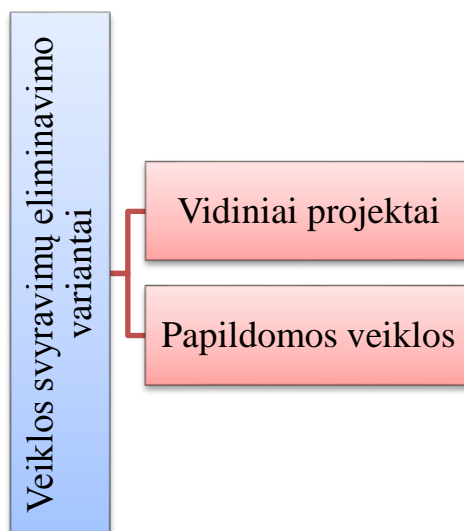 Veiklos svyravimų eliminavimo
variantai
Vidiniai projektai
Papildomos veiklos